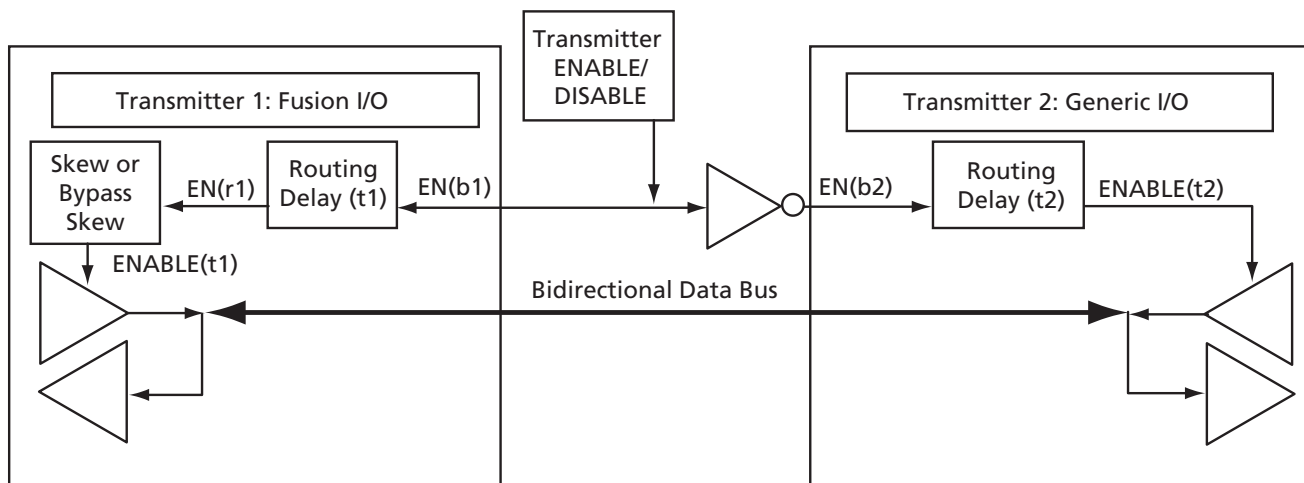 Transmitter
ENABLE/
DISABLE
Transmitter 1: Fusion I/O
Transmitter 2: Generic I/O
Skew or
Bypass
Skew
EN(r1)
Routing
Delay (t1)
EN(b1)
EN(b2)
Routing
Delay (t2)
ENABLE(t2)
ENABLE(t1)
Bidirectional Data Bus